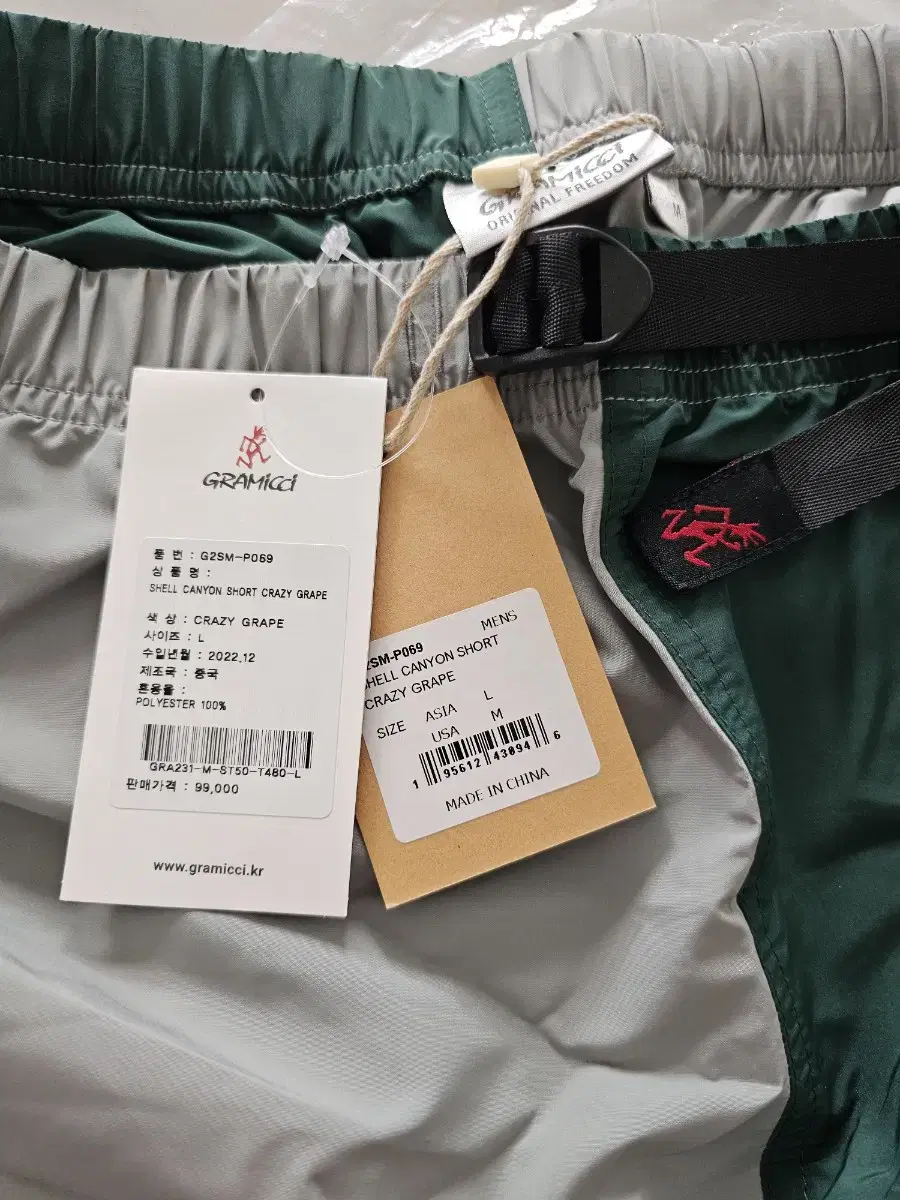 GRAMICCI
ORIGINAL FREEDOM
M
GRAMICCI
품 번 : G2SM-P069
상 품 명 :
SHELL CANYON SHORT CRAZY GRAPE
색 상 : CRAZY GRAPE
사이즈 : L
수입년월 : 2022.12
제조국 : 중국
혼용율 :
POLYESTER 100%
GRA231-M-ST50-T480-L
판매가격 : 99,000
www.gramicci.kr
MENS
2SM-P069
SHELL CANYON SHORT
CRAZY GRAPE
SIZE ASIA L
USA M
1 95612 43894 6
MADE IN CHINA